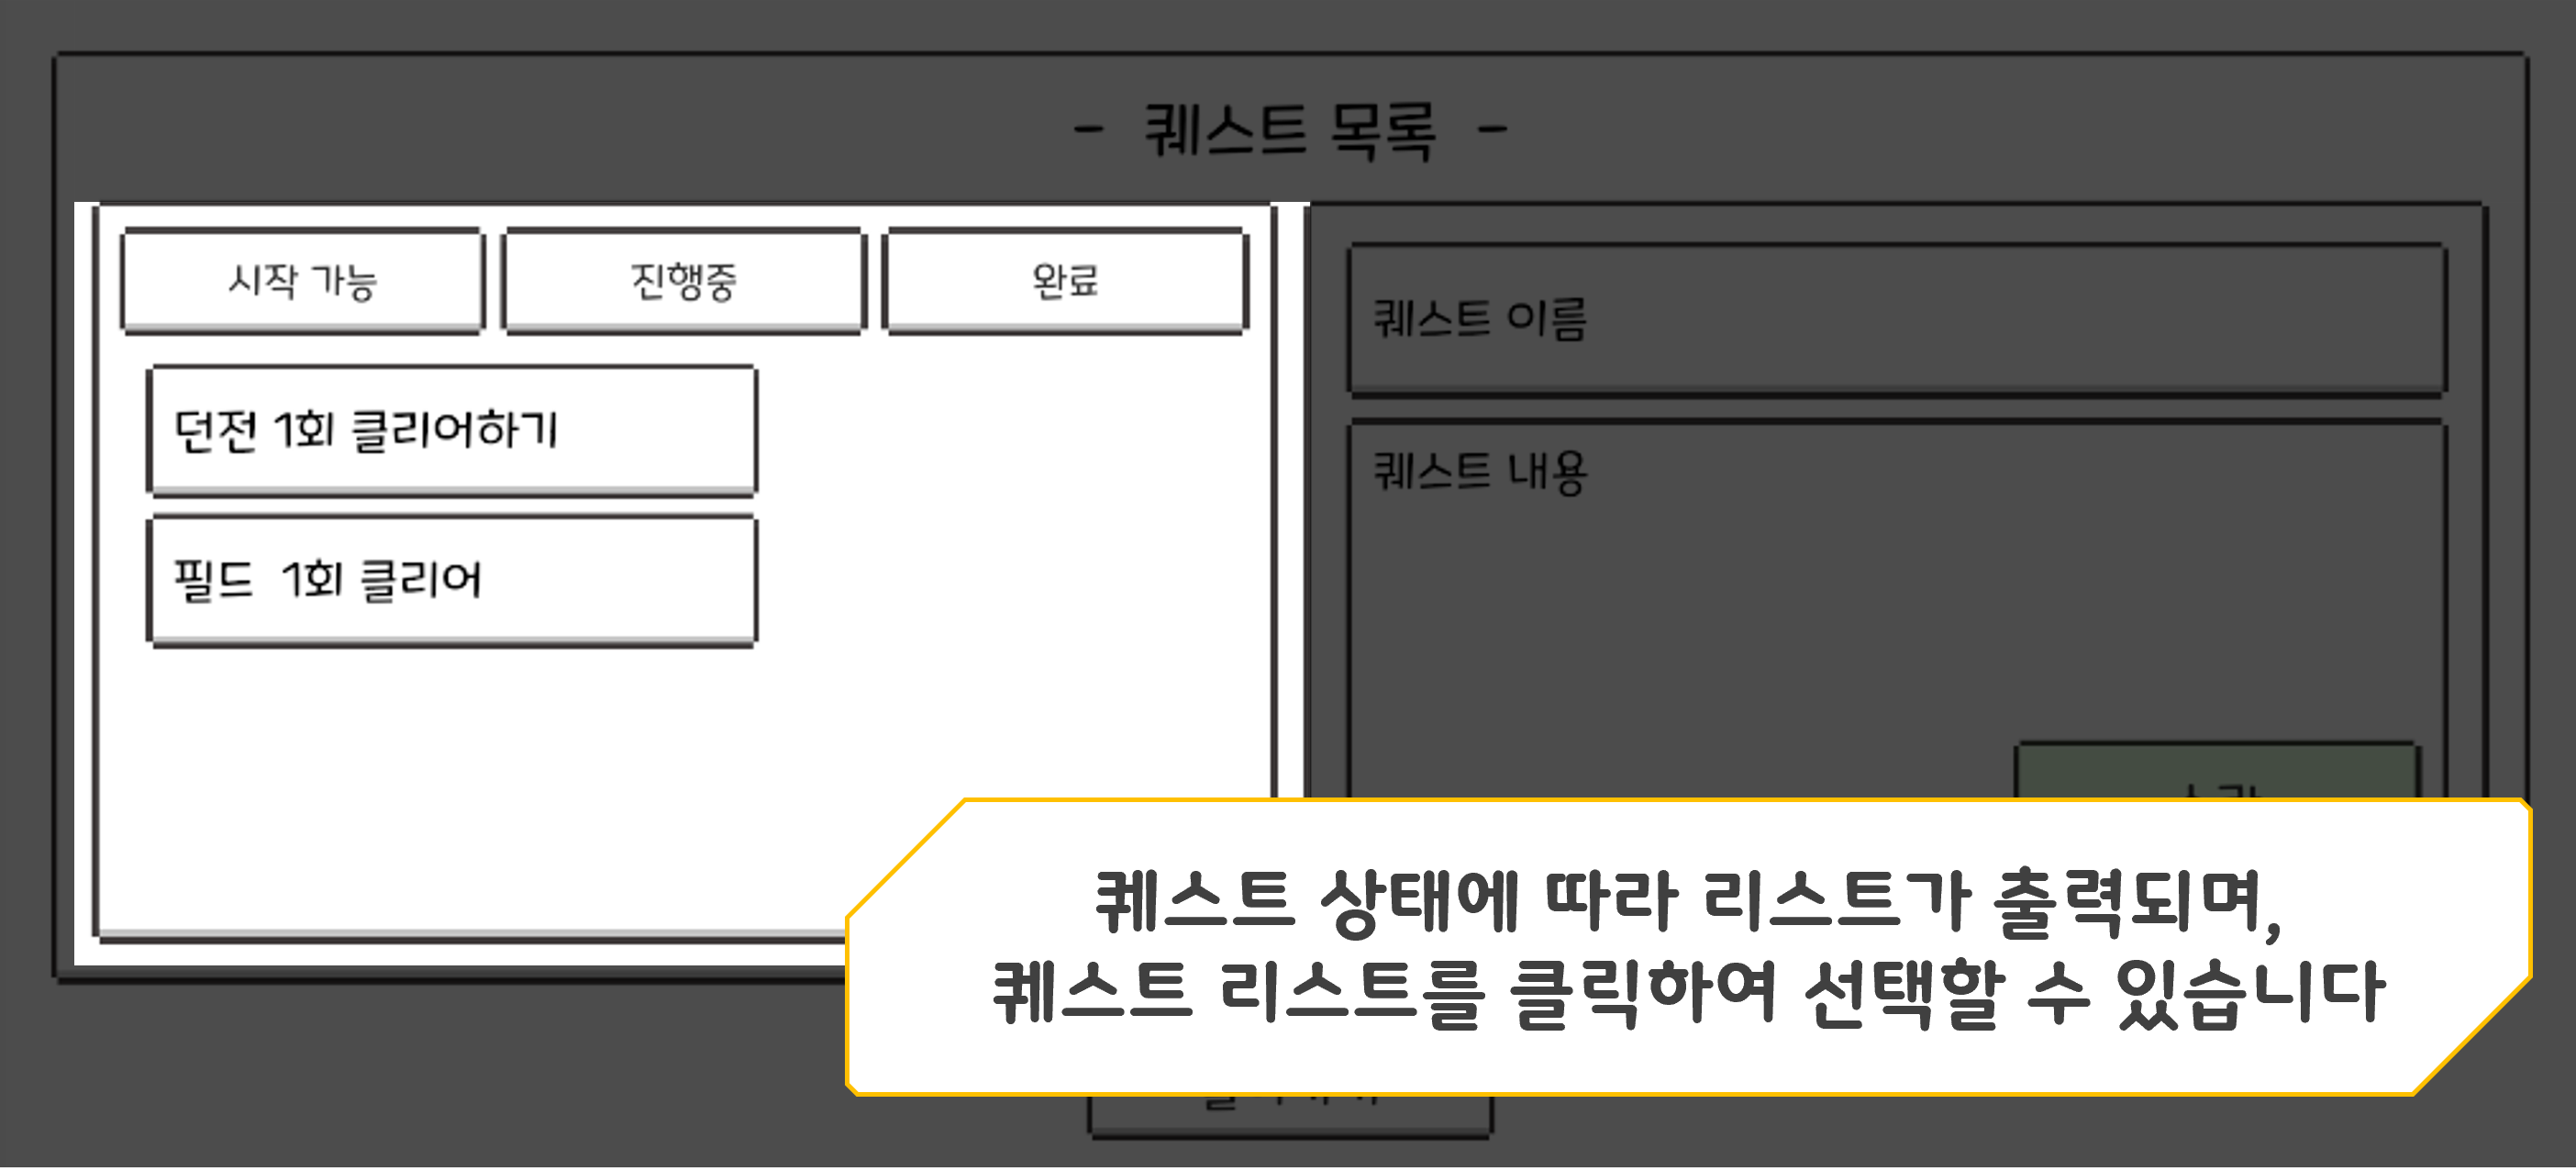 - 퀘스트 목록 -
시작 가능
진행중
완료
던전 1회 클리어하기
필드  1회 클리어
퀘스트 이름
퀘스트 내용
퀘스트 상태에 따라 리스트가 출력되며,
퀘스트 리스트를 클릭하여 선택할 수 있습니다